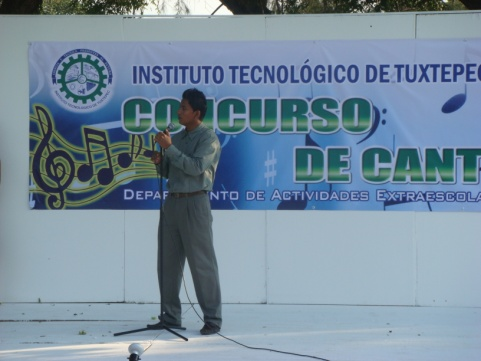 INSTITUTO TECNOLÓGICO DE TUXTEPEC
CONCURSO
DE CANT
DEPARTAMENTO DE ACTIVIDADES EXTRAESCOLA